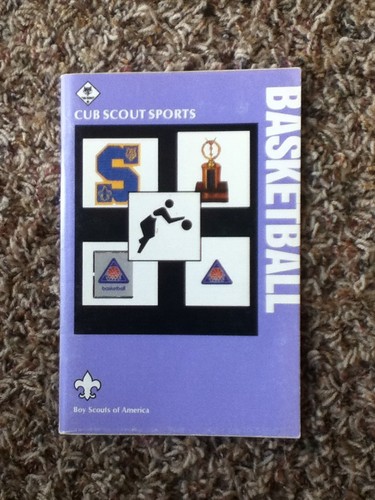 CUB SCOUT SPORTS
BASKETBALL
S
basketball
Boy Scouts of America